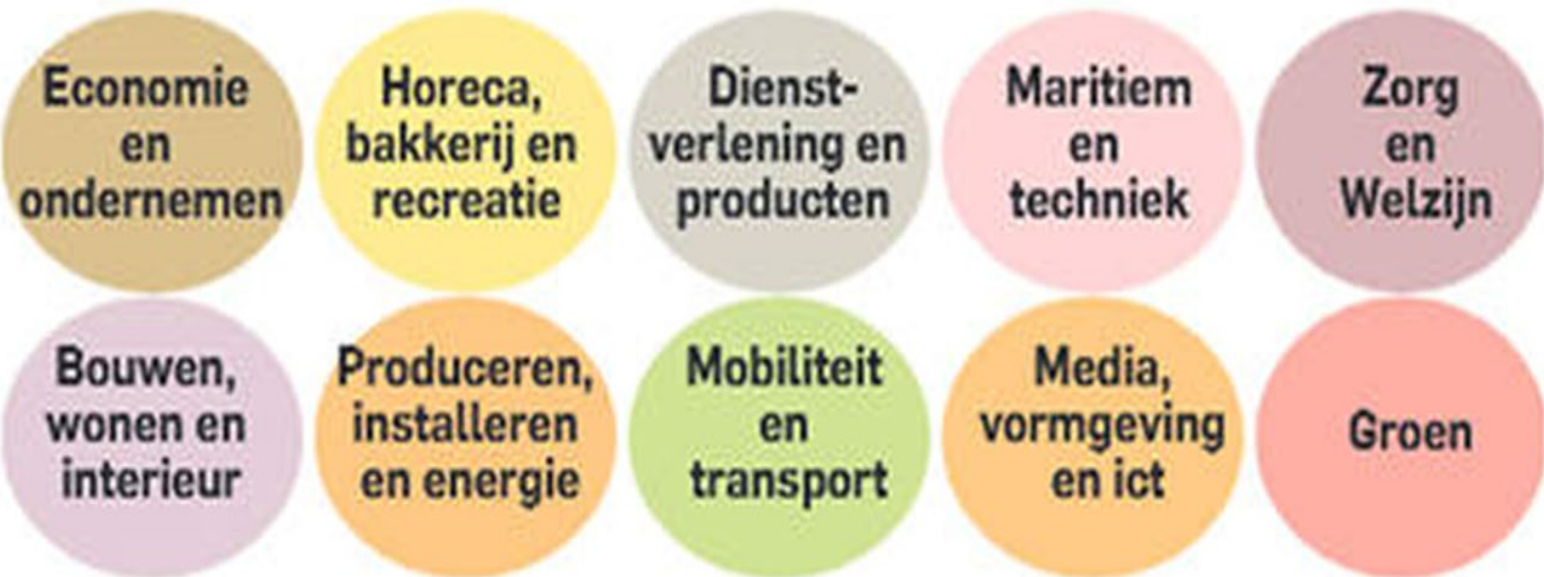 Economie
en
ondernemen
Horeca,
bakkerij en
recreatie
Dienst-
verlening en
producten
Maritiem
en
techniek
Zorg
en
Welzijn
Bouwen,
wonen en
interieur
Produceren,
installeren
en energie
Mobiliteit
en
transport
Media,
vormgeving
en ict
Groen